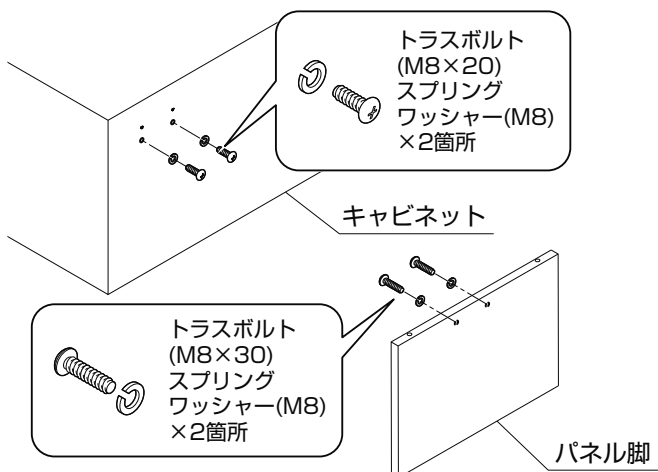 トラスボルト
(M8×20)
スプリング
ワッシャー(M8)
×2箇所
キャビネット
トラスボルト
(M8×30)
スプリング
ワッシャー(M8)
×2箇所
パネル脚